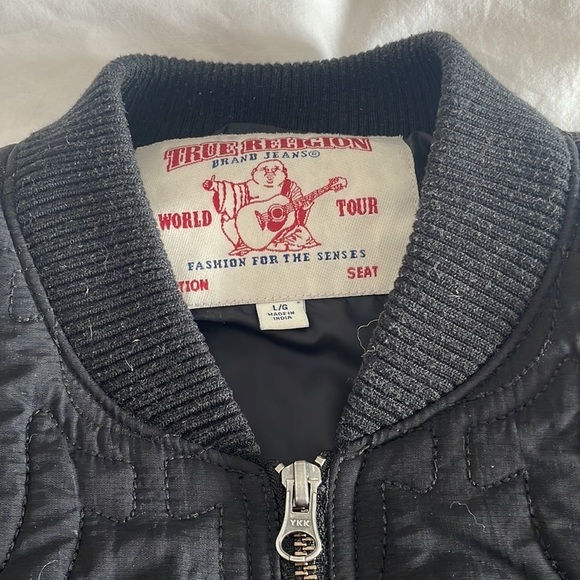 TRUE RELIGION
BRAND JEANS®
WORLD TOUR
FASHION FOR THE SENSES
TION SEAT
L/G
MADE IN
INDIA
YKK